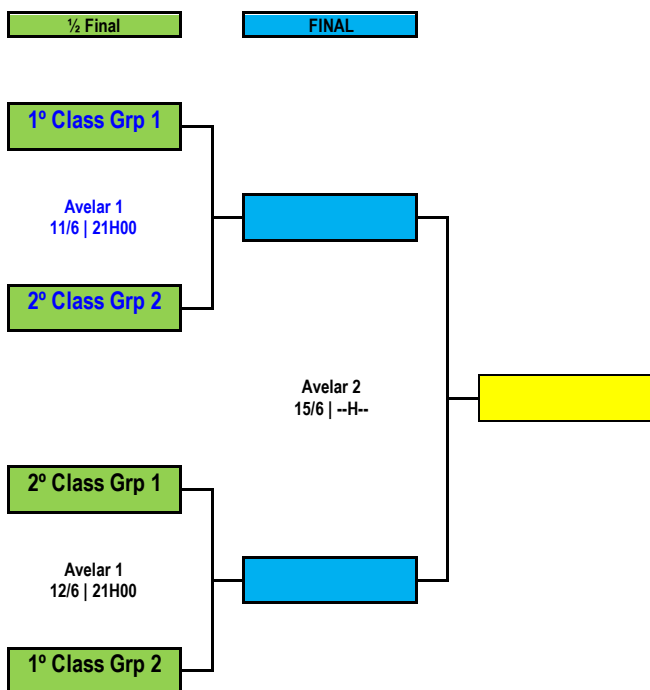 ½ Final
FINAL
1º Class Grp 1
Avelar 1
11/6 | 21H00
2º Class Grp 2
Avelar 2
15/6 | --H--
2º Class Grp 1
Avelar 1
12/6 | 21H00
1º Class Grp 2